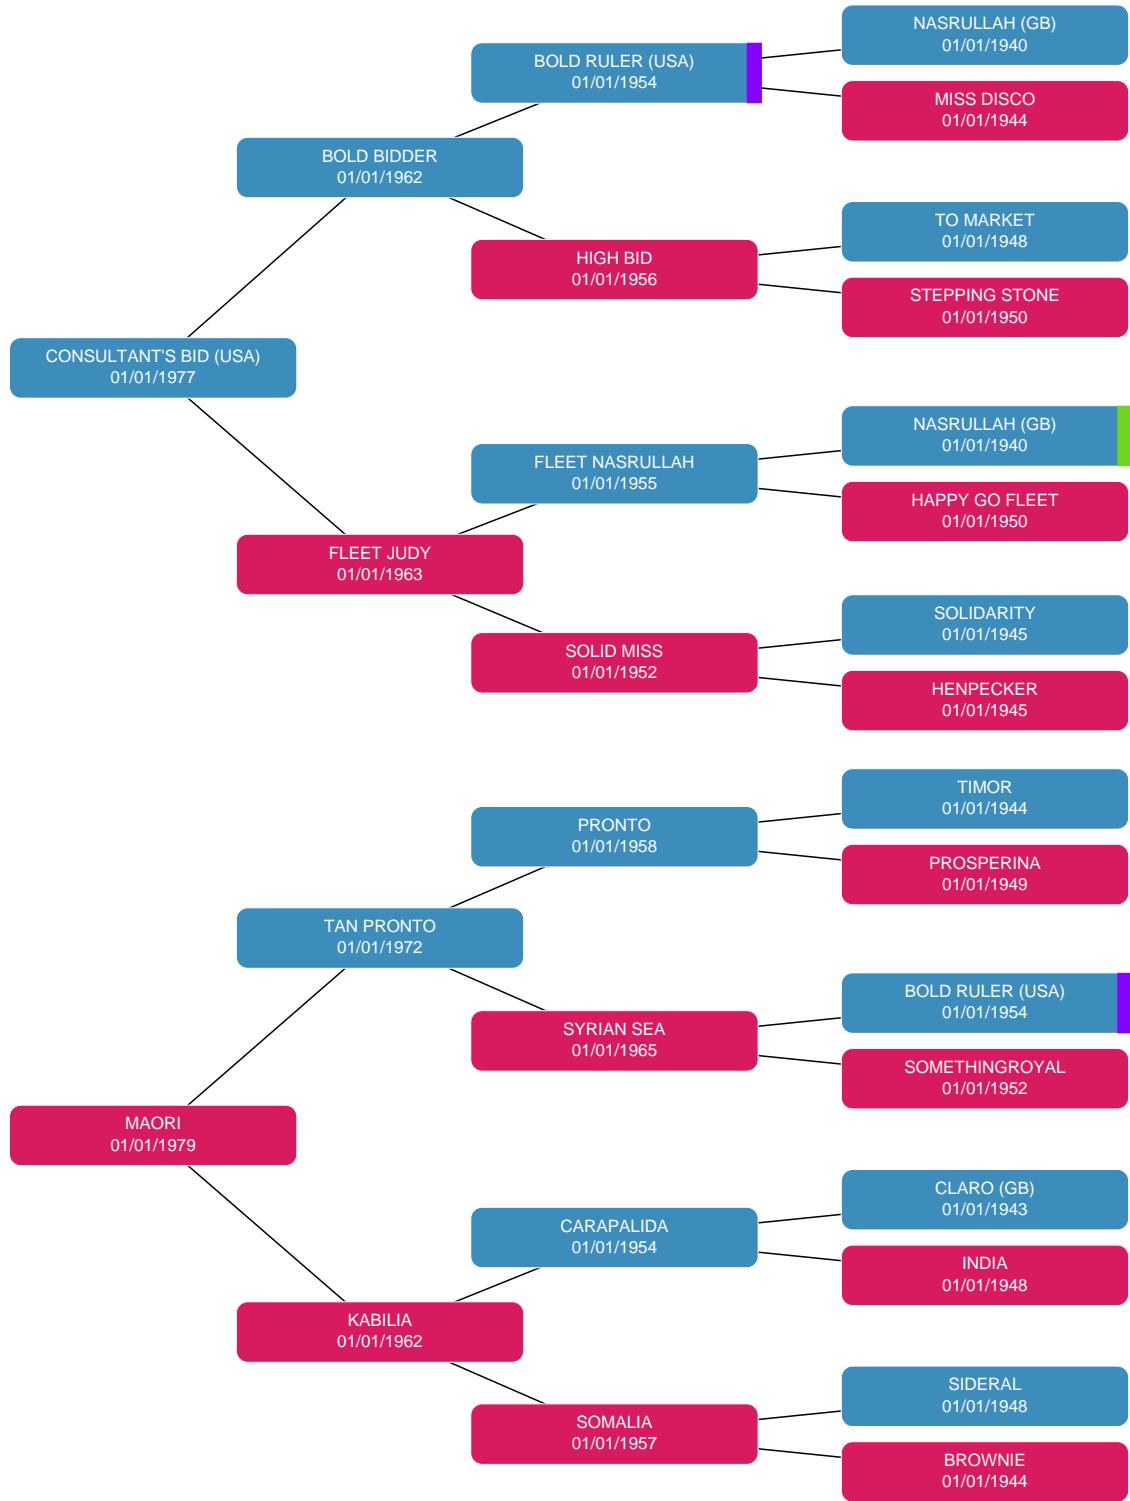 NASRULLAH (GB)
01/01/1940
BOLD RULER (USA)
01/01/1954
MISS DISCO
01/01/1944
BOLD BIDDER
01/01/1962
TO MARKET
01/01/1948
HIGH BID
01/01/1956
STEPPING STONE
01/01/1950
CONSULTANT'S BID (USA)
01/01/1977
NASRULLAH (GB)
01/01/1940
FLEET NASRULLAH
01/01/1955
HAPPY GO FLEET
01/01/1950
FLEET JUDY
01/01/1963
SOLIDARITY
01/01/1945
SOLID MISS
01/01/1952
HENPECKER
01/01/1945
TIMOR
01/01/1944
PRONTO
01/01/1958
PROSPERINA
01/01/1949
TAN PRONTO
01/01/1972
BOLD RULER (USA)
01/01/1954
SYRIAN SEA
01/01/1965
SOMETHINGROYAL
01/01/1952
MAORI
01/01/1979
CLARO (GB)
01/01/1943
CARAPALIDA
01/01/1954
INDIA
01/01/1948
KABILIA
01/01/1962
SIDERAL
01/01/1948
SOMALIA
01/01/1957
BROWNIE
01/01/1944